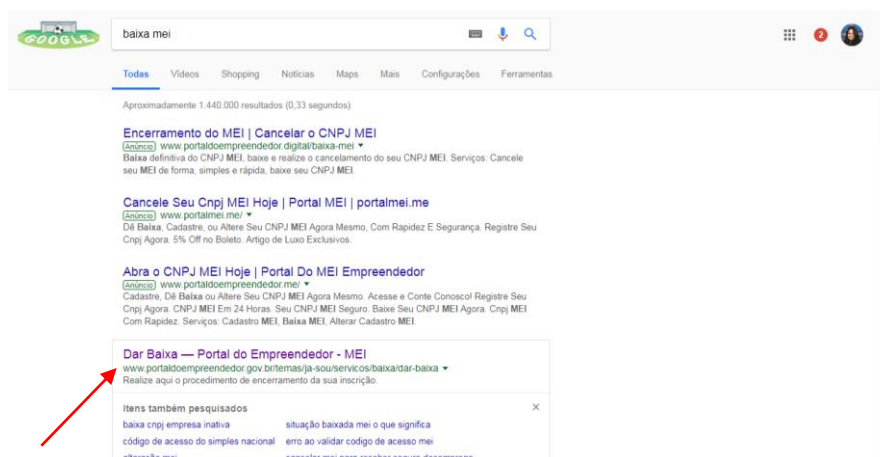 GOOGLE
baixa mei
2
Todas Vídeos Shopping Notícias Maps Mais Configurações Ferramentas
Aproximadamente 1.440.000 resultados (0,33 segundos)
Encerramento do MEI | Cancelar o CNPJ MEI
Anúncio www.portaldoempreendedor.digital/baixa-mei
Baixa definitiva do CNPJ MEI, baixe e realize o cancelamento do seu CNPJ MEI. Serviços: Cancele
seu MEI de forma, simples e rápida, baixe seu CNPJ MEI.
Cancele Seu Cnpj MEI Hoje | Portal MEI | portalmei.me
Anúncio www.portalmei.me/
Dê Baixa, Cadastre, ou Altere Seu CNPJ MEI Agora Mesmo, Com Rapidez E Segurança. Registre Seu
Cnpj Agora. 5% Off no Boleto. Artigo de Luxo Exclusivos.
Abra o CNPJ MEI Hoje | Portal Do MEI Empreendedor
Anúncio www.portaldoempreendedor.me/
Cadastre, Dê Baixa ou Altere Seu CNPJ MEI Agora Mesmo. Acesse e Conte Conosco! Registre Seu
Cnpj Agora. CNPJ MEI Em 24 Horas. Seu CNPJ MEI Seguro. Baixe Seu CNPJ MEI Agora. Cnpj MEI
Com Rapidez. Serviços: Cadastro MEI, Baixa MEI, Alterar Cadastro MEI.
Dar Baixa — Portal do Empreendedor - MEI
www.portaldoempreendedor.gov.br/temas/ja-sou/servicos/baixa/dar-baixa
Realize aqui o procedimento de encerramento da sua inscrição.
Itens também pesquisados
baixa cnpj empresa inativa situação baixada mei o que significa
código de acesso do simples nacional erro ao validar codigo de acesso mei